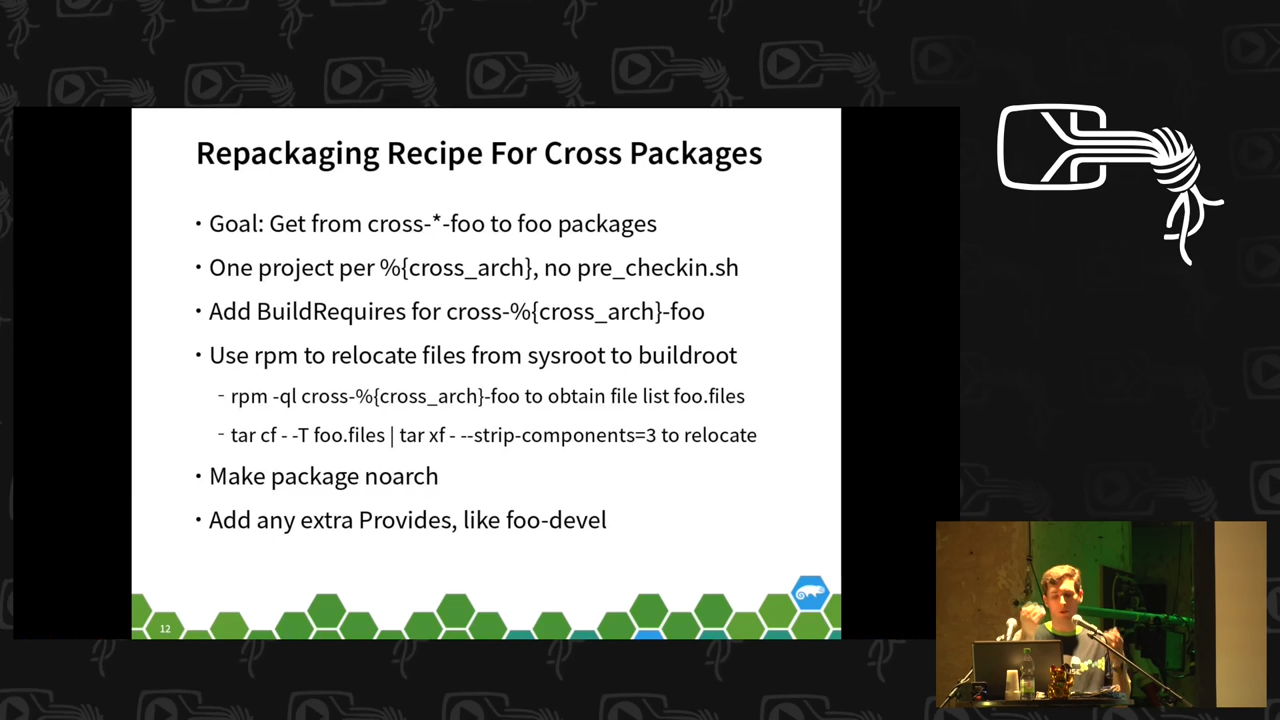 Repackaging Recipe For Cross Packages
• Goal: Get from cross-*-foo to foo packages
• One project per %{cross_arch}, no pre_checkin.sh
• Add BuildRequires for cross-%{cross_arch}-foo
• Use rpm to relocate files from sysroot to buildroot
- rpm -ql cross-%{cross_arch}-foo to obtain file list foo.files
- tar cf - -T foo.files | tar xf - --strip-components=3 to relocate
• Make package noarch
• Add any extra Provides, like foo-devel
12